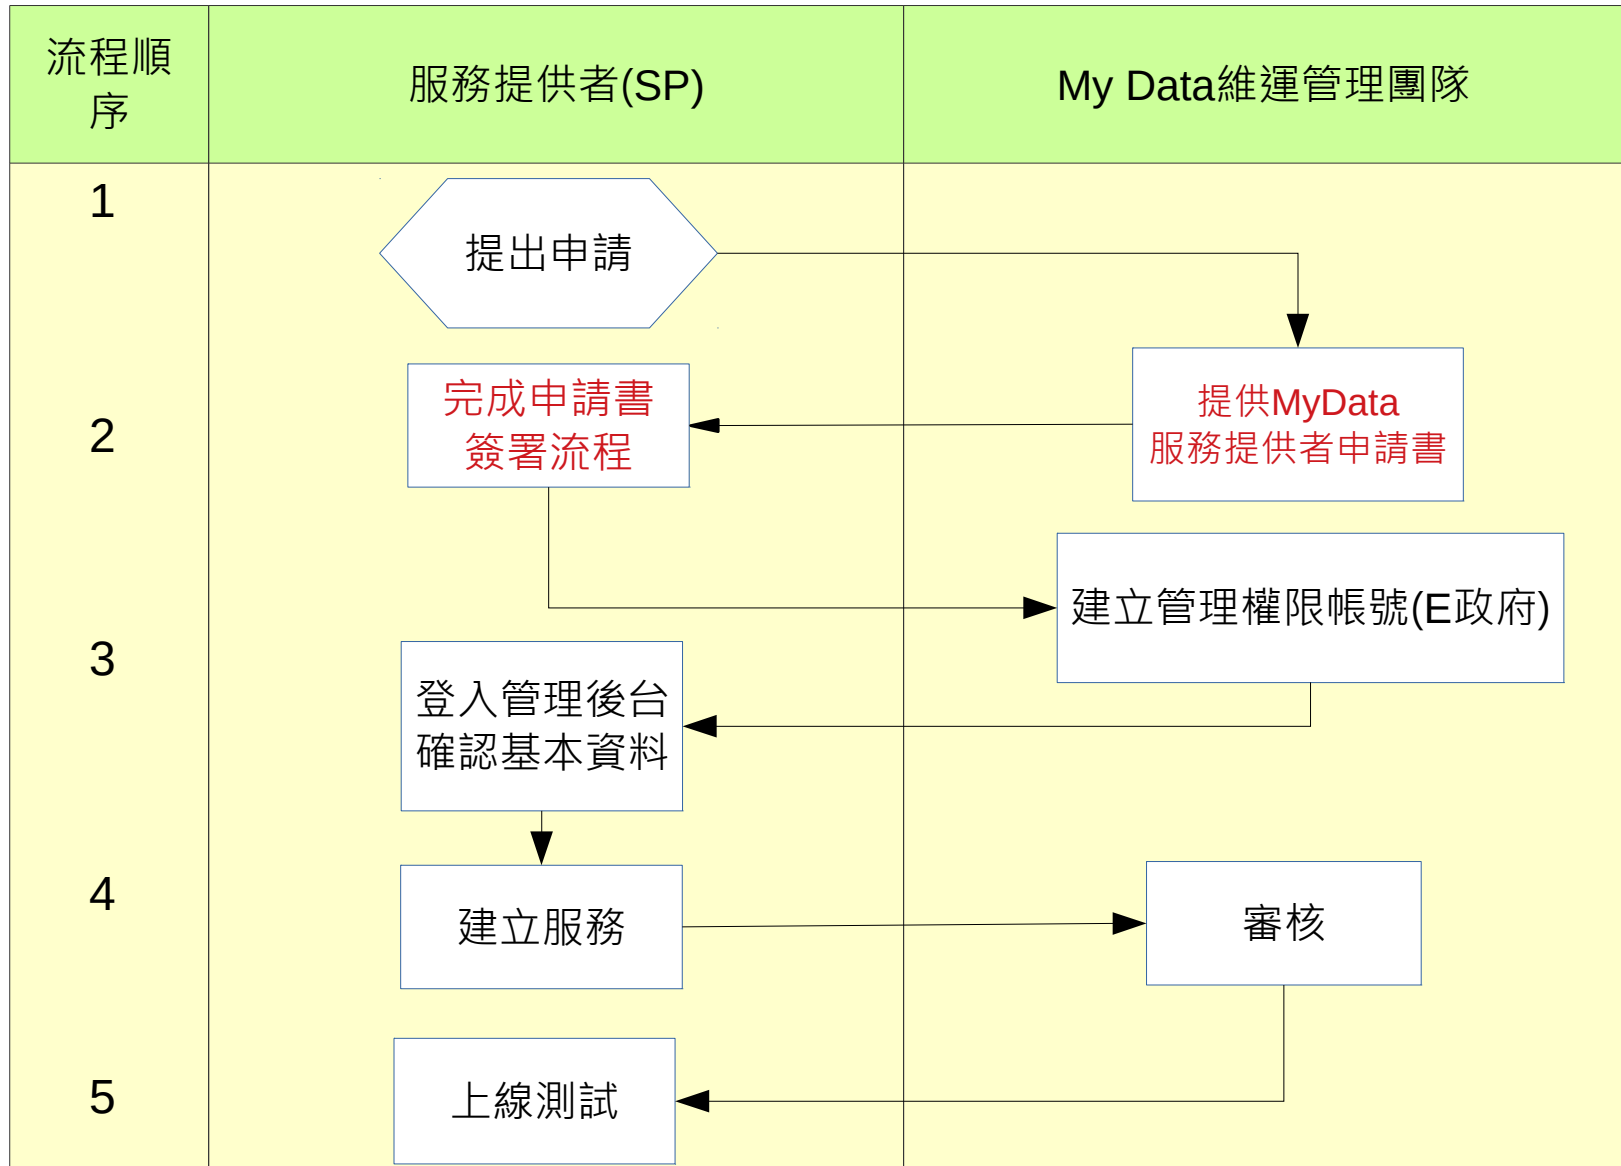 流程順
序
服務提供者(SP)
My Data維運管理團隊
1
提出申請
2
完成申請書
簽署流程
提供MyData
服務提供者申請書
建立管理權限帳號(E政府)
3
登入管理後台
確認基本資料
4
建立服務
審核
5
上線測試